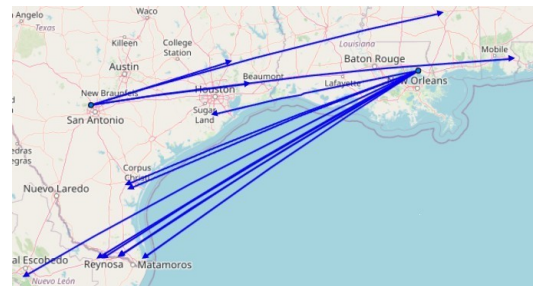 Angelo
Waco
Texas
Killeen
College
Station
Louisiana
Mobile
Austin
Baton Rouge
Beaumont
New Braunfels
Lafayette
Houston
Orleans
Sugar
Land
San Antonio
Corpus
Nuevo Laredo
al Escobedo
Reynosa
Matamoros
Nuevo León